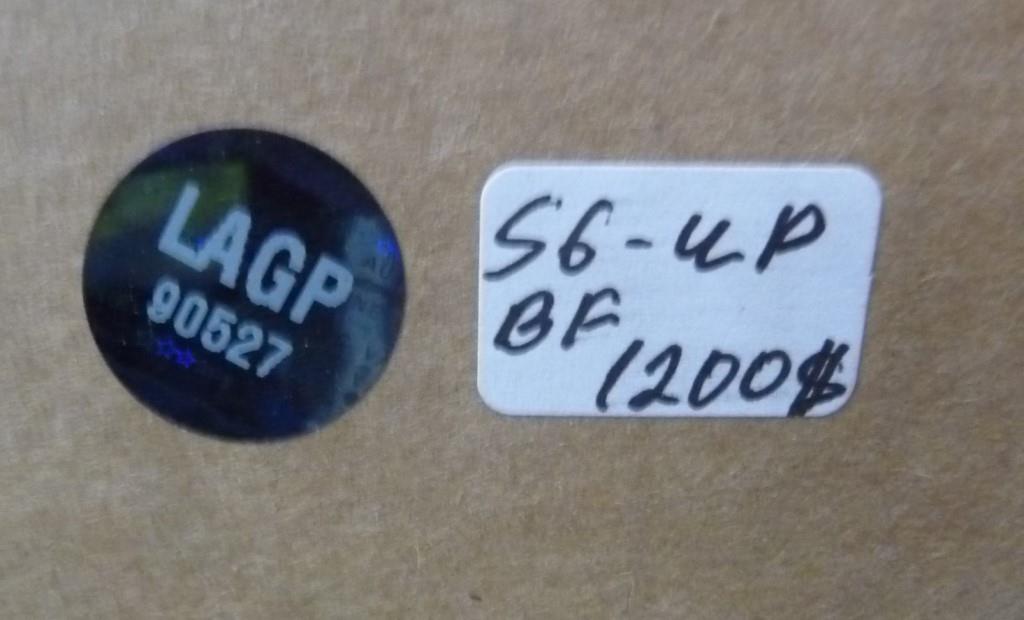 LAGP
90527
S6-UP
BF
1200$